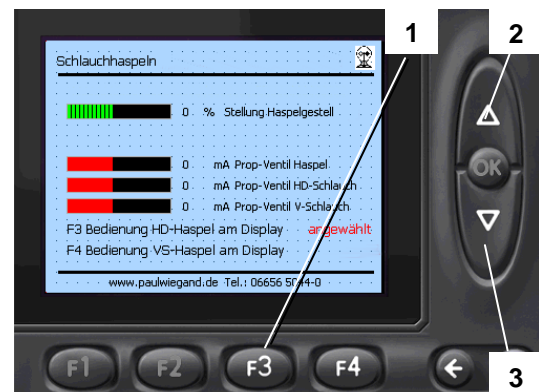 1
2
Schlauchhaspeln
0 % Stellung Haspelgestell
0 mA Prop-Ventil Haspel
0 mA Prop-Ventil HD-Schlauch
0 mA Prop-Ventil V-Schlauch
F3 Bedienung HD-Haspel am Display angewählt
F4 Bedienung VS-Haspel am Display
www.paulwiegand.de Tel.: 06656 5044-0
OK
F1
F2
F3
F4
3